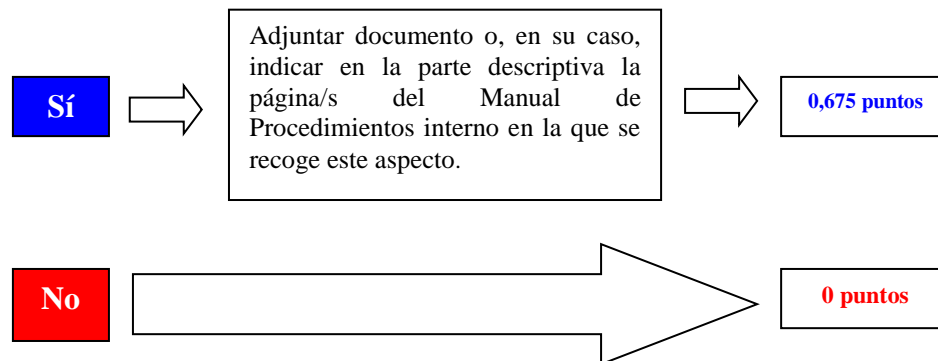 Adjuntar documento o, en su caso,
indicar en la parte descriptiva la
página/s del Manual de
Procedimientos interno en la que se
recoge este aspecto.
Sí
0,675 puntos
No
0 puntos